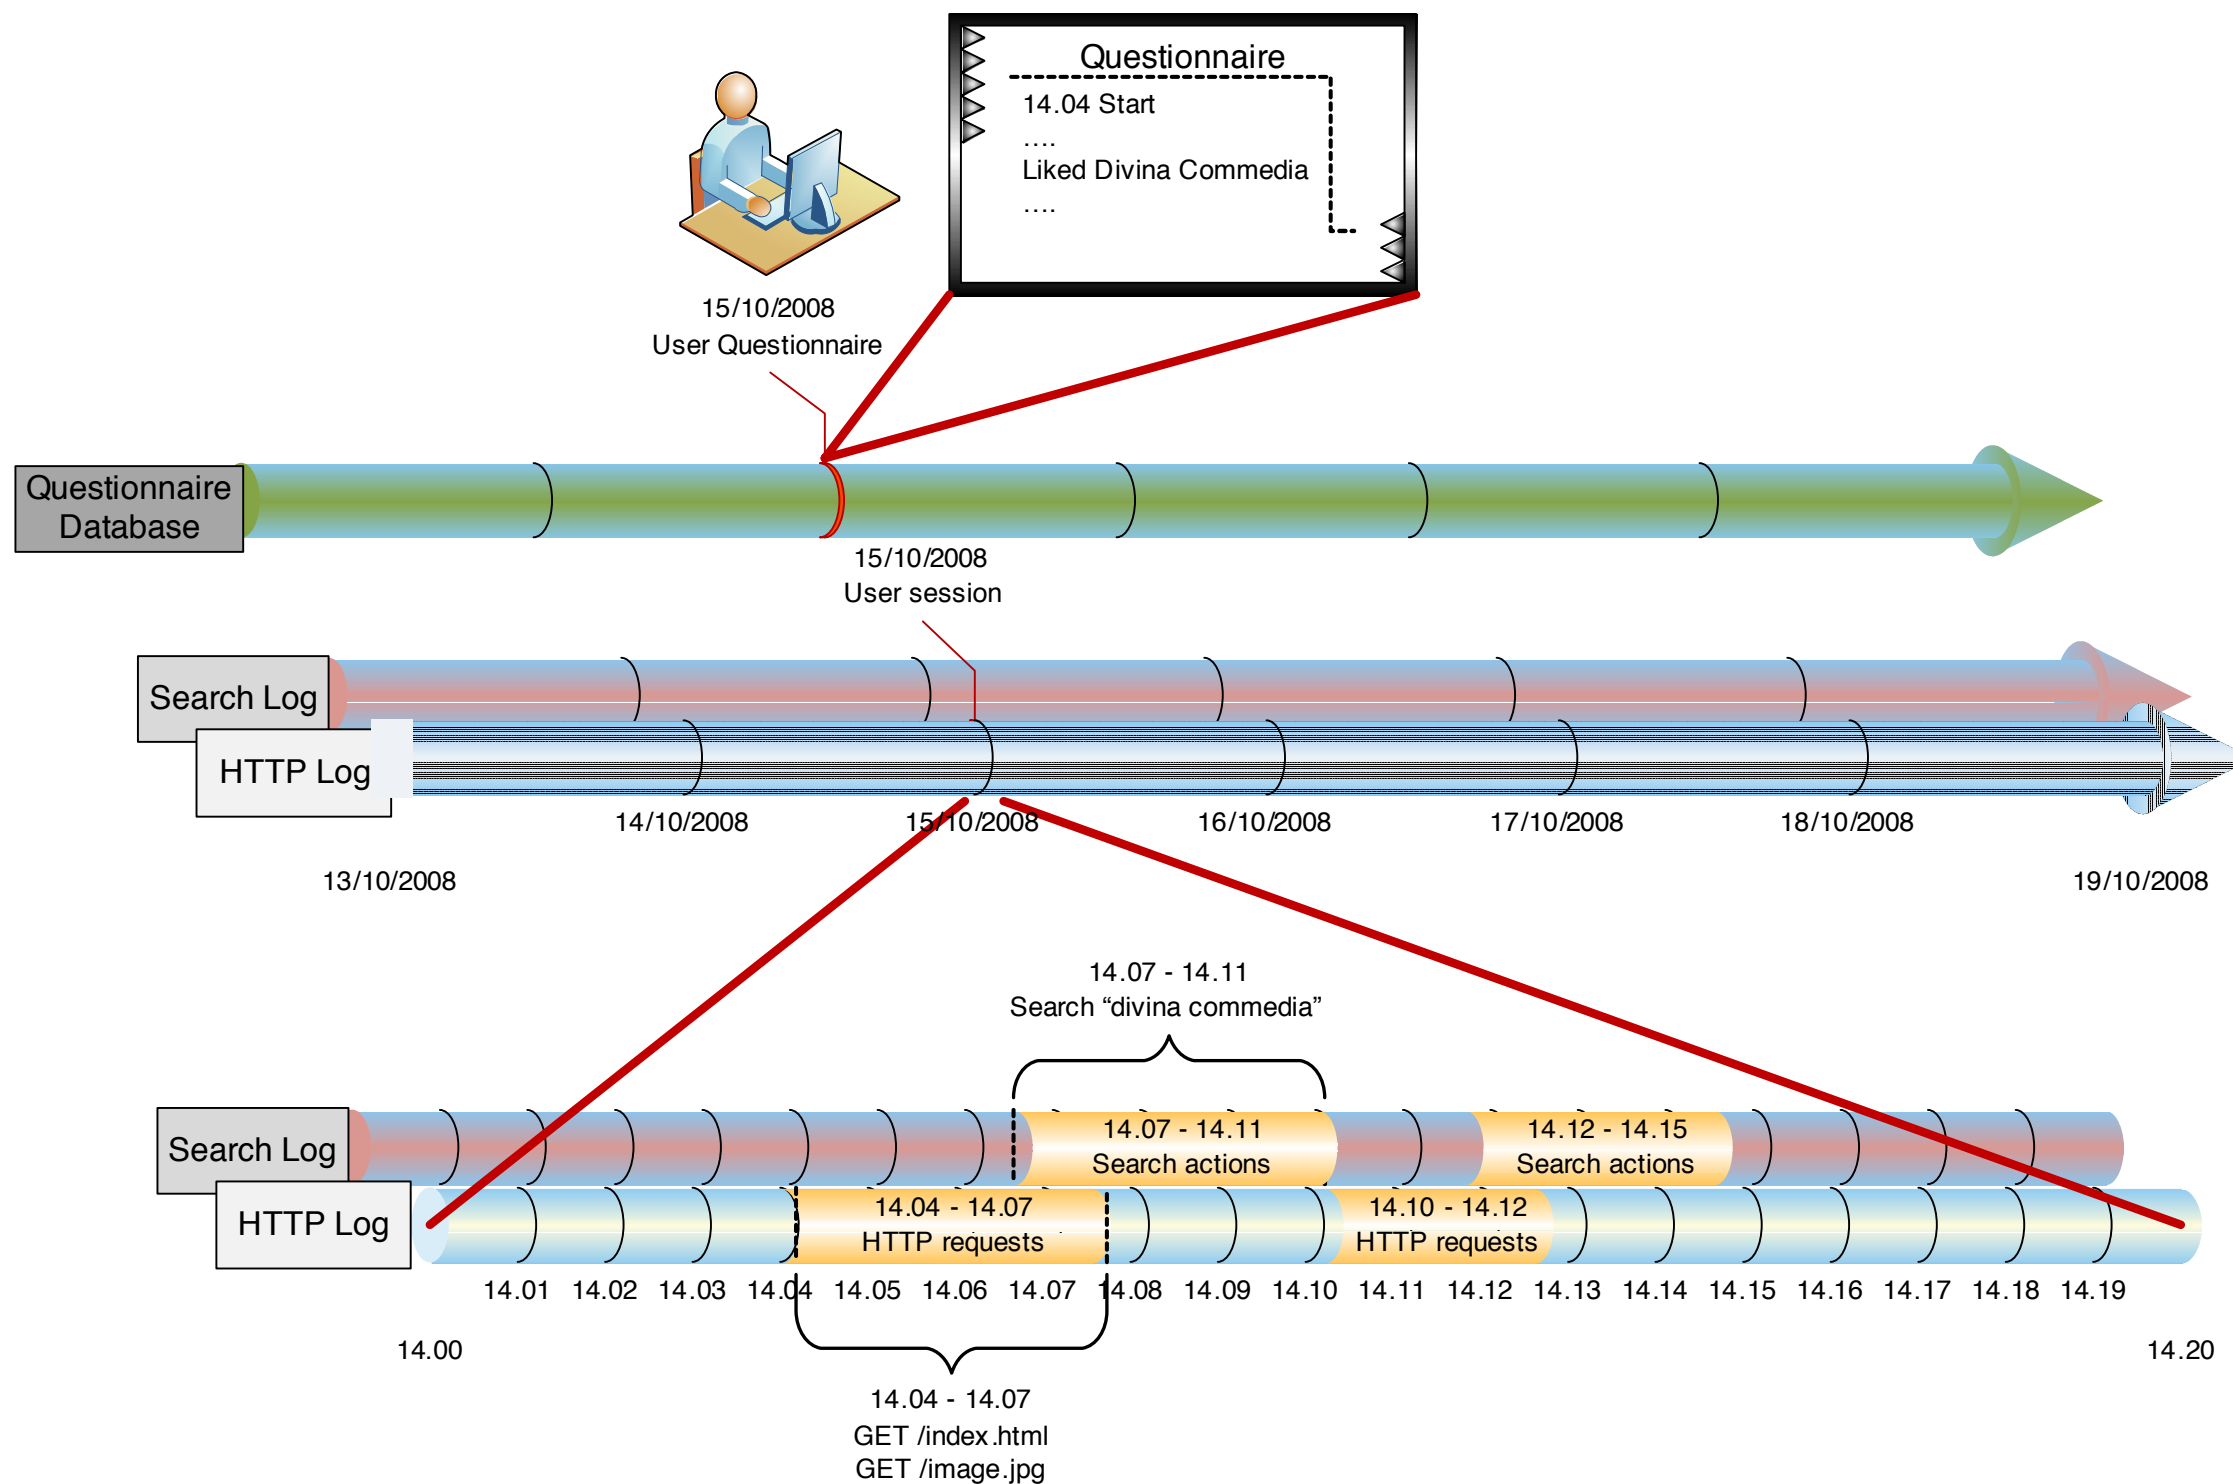 Questionnaire
14.04 Start
....
Liked Divina Commedia
....
15/10/2008
User Questionnaire
Questionnaire
Database
15/10/2008
User session
Search Log
HTTP Log
14/10/2008
15/10/2008
16/10/2008
17/10/2008
18/10/2008
13/10/2008
19/10/2008
14.07 - 14.11
Search “divina commedia”
Search Log
14.07 - 14.11
Search actions
14.12 - 14.15
Search actions
HTTP Log
14.04 - 14.07
HTTP requests
14.10 - 14.12
HTTP requests
14.01 14.02 14.03 14.04 14.05 14.06 14.07 14.08 14.09 14.10 14.11 14.12 14.13 14.14 14.15 14.16 14.17 14.18 14.19
14.00
14.20
14.04 - 14.07
GET /index.html
GET /image.jpg